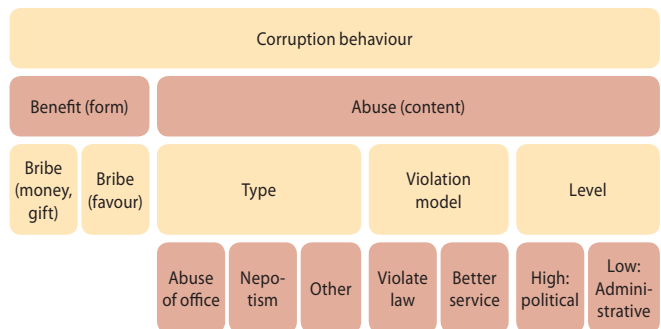 Corruption behaviour
Benefit (form)
Abuse (content)
Bribe
(money,
gift)
Bribe
(favour)
Type
Violation
model
Level
Abuse
of office
Nepo-
tism
Other
Violate
law
Better
service
High:
political
Low:
Admini-
strative